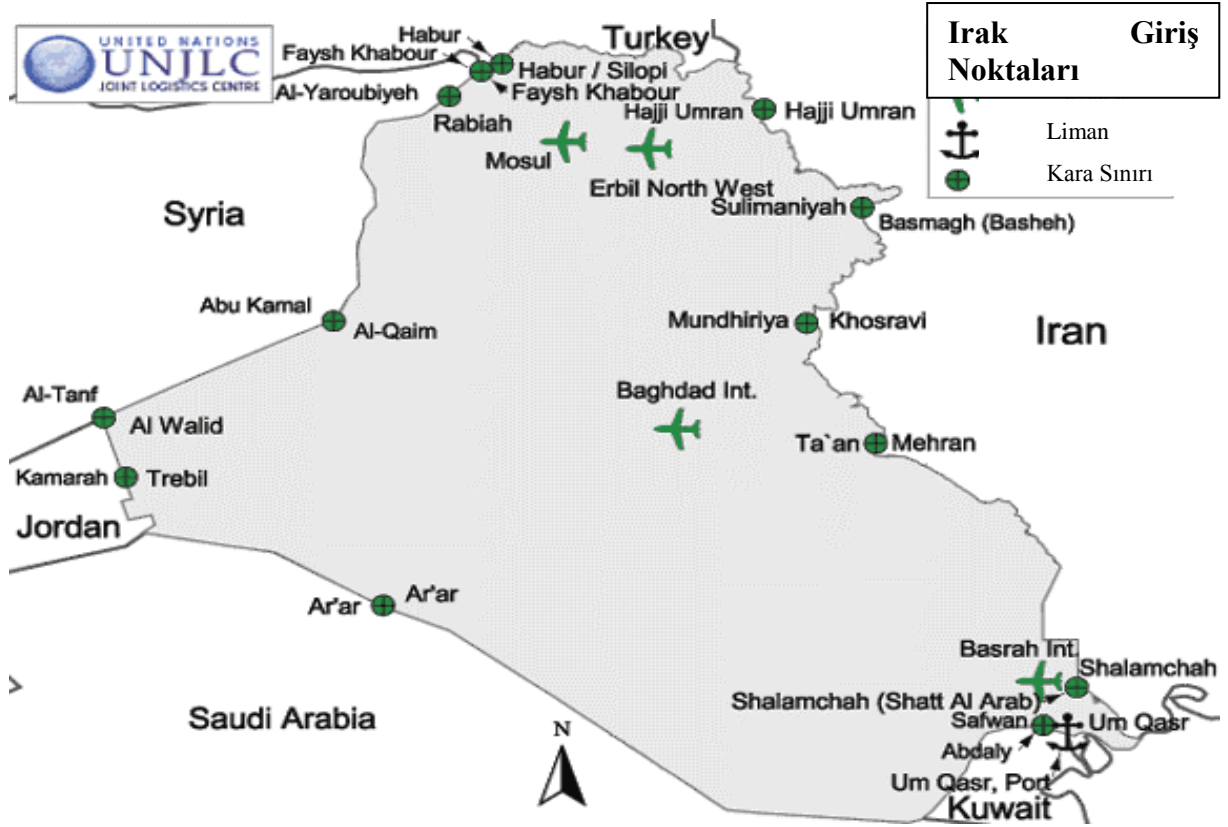 UNITED NATIONS
UNJLC
JOINT LOGISTICS CENTRE
Irak Giriş
Noktaları
Liman
Kara Sınırı
Habur
Turkey
Faysh Khabour
Habur / Silopi
Faysh Khabour
Al-Yaroubiyeh
Rabiah
Hajji Umran
Hajji Umran
Mosul
Erbil North West
Syria
Sulimaniyah
Basmagh (Basheh)
Abu Kamal
Al-Qaim
Mundhiriya
Khosravi
Iran
Al-Tanf
Al Walid
Baghdad Int.
Ta`an
Mehran
Kamarah
Trebil
Jordan
Ar'ar
Ar'ar
Basrah Int.
Shalamchah
Shalamchah (Shatt Al Arab)
Saudi Arabia
N
Safwan
Um Qasr
Abdaly
Um Qasr, Port
Kuwait